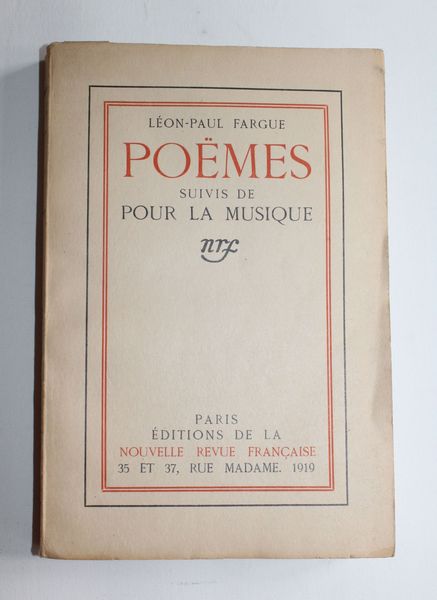 LÉON-PAUL FARGUE
POËMES
SUIVIS DE
POUR LA MUSIQUE
nrf
PARIS
ÉDITIONS DE LA
NOUVELLE REVUE FRANÇAISE
35 ET 37, RUE MADAME. 1919